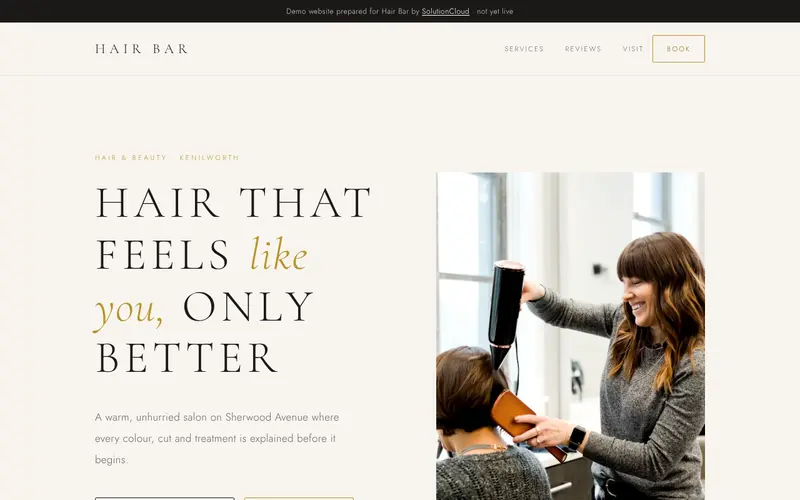 Demo website prepared for Hair Bar by SolutionCloud · not yet live
HAIR BAR
SERVICES
REVIEWS
VISIT
BOOK
HAIR & BEAUTY KENILWORTH
HAIR THAT
FEELS like
you, ONLY
BETTER
A warm, unhurried salon on Sherwood Avenue where
every colour, cut and treatment is explained before it
begins.